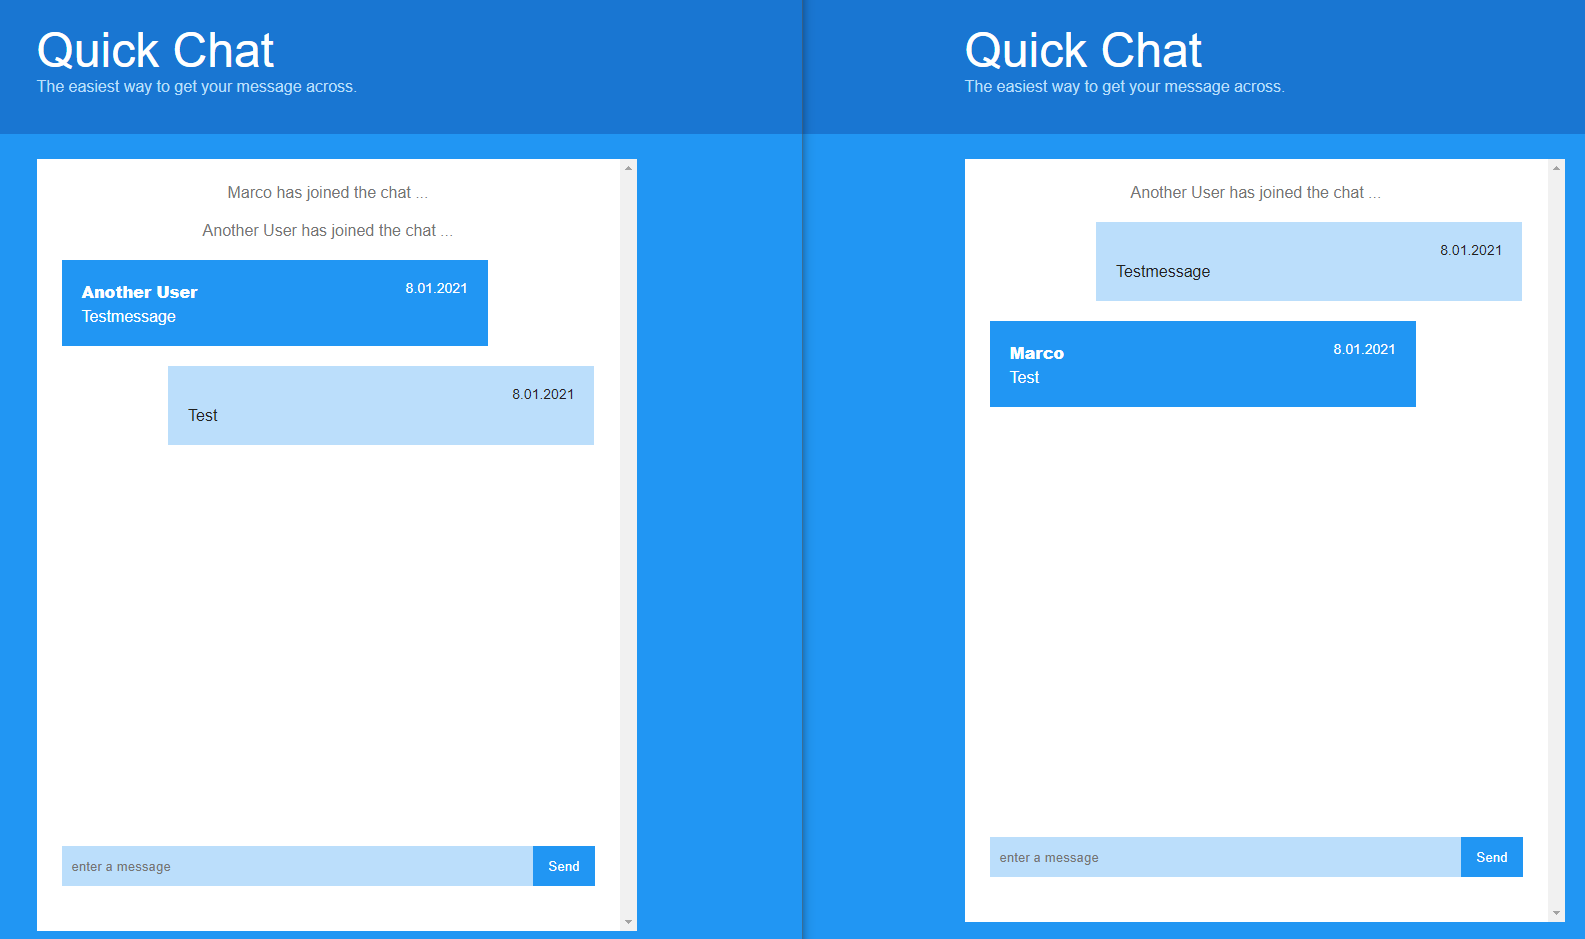 Quick Chat
The easiest way to get your message across.
Marco has joined the chat ...
Another User has joined the chat ...
Another User 8.01.2021
Testmessage
8.01.2021
Test
enter a message Send
Quick Chat
The easiest way to get your message across.
Another User has joined the chat ...
8.01.2021
Testmessage
Marco 8.01.2021
Test
enter a message Send